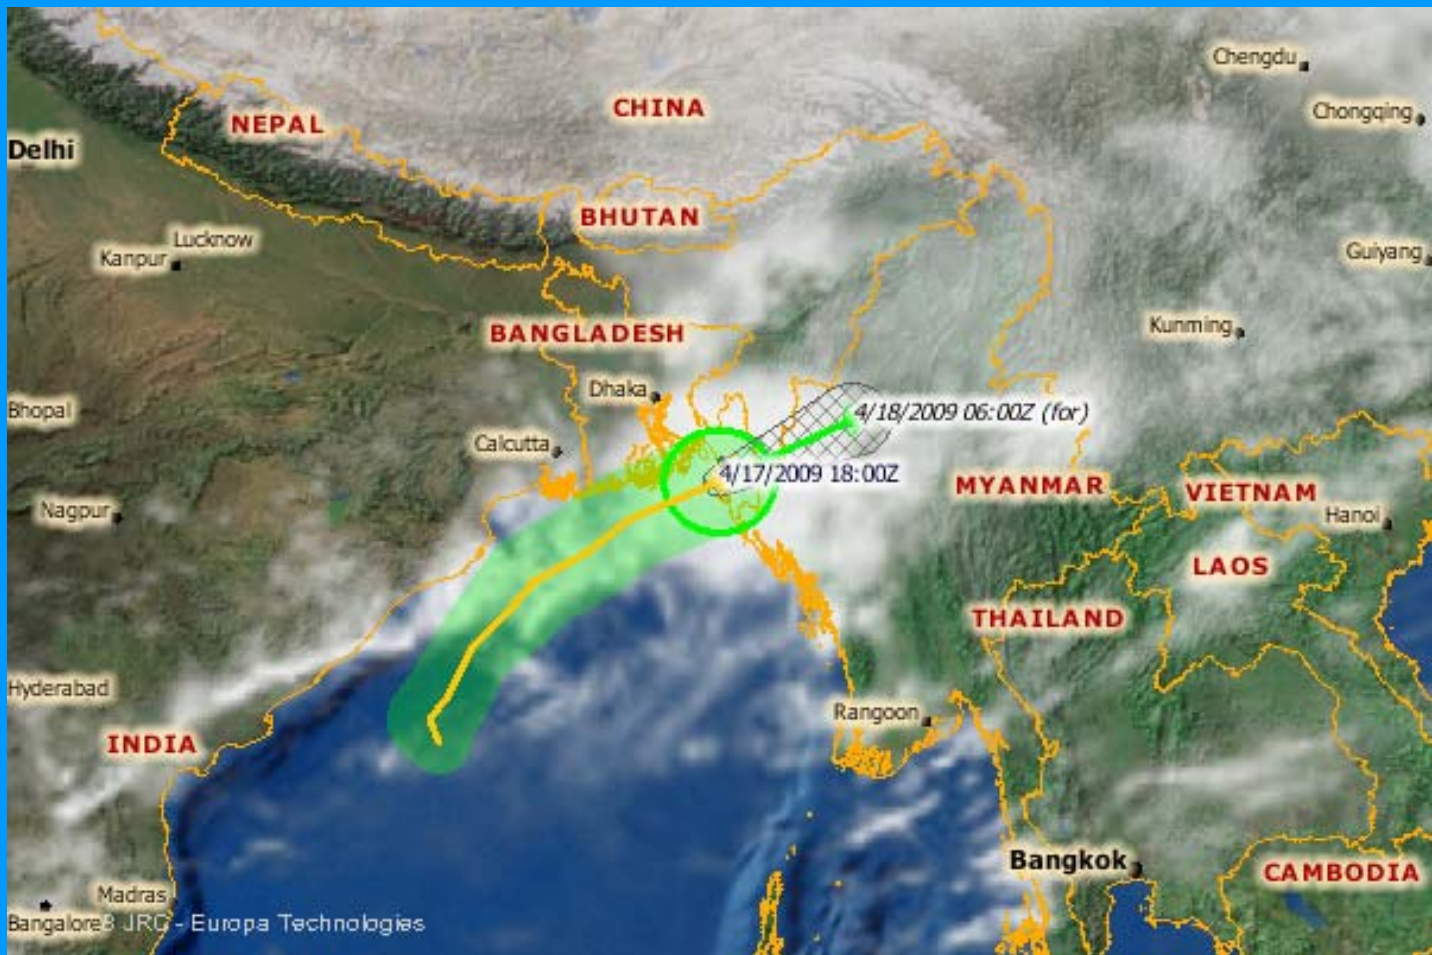 Chengdu
CHINA
Chongqing
NEPAL
Delhi
BHUTAN
Lucknow
Kanpur
Guiyang
Kunming
BANGLADESH
Dhaka
Bhopal
4/18/2009 06:00Z (for)
Calcutta
4/17/2009 18:00Z
MYANMAR
VIETNAM
Nagpur
Hanoi
LAOS
THAILAND
Hyderabad
Rangoon
INDIA
Bangkok
CAMBODIA
Madras
Bangalore
JRC - Europa Technologies